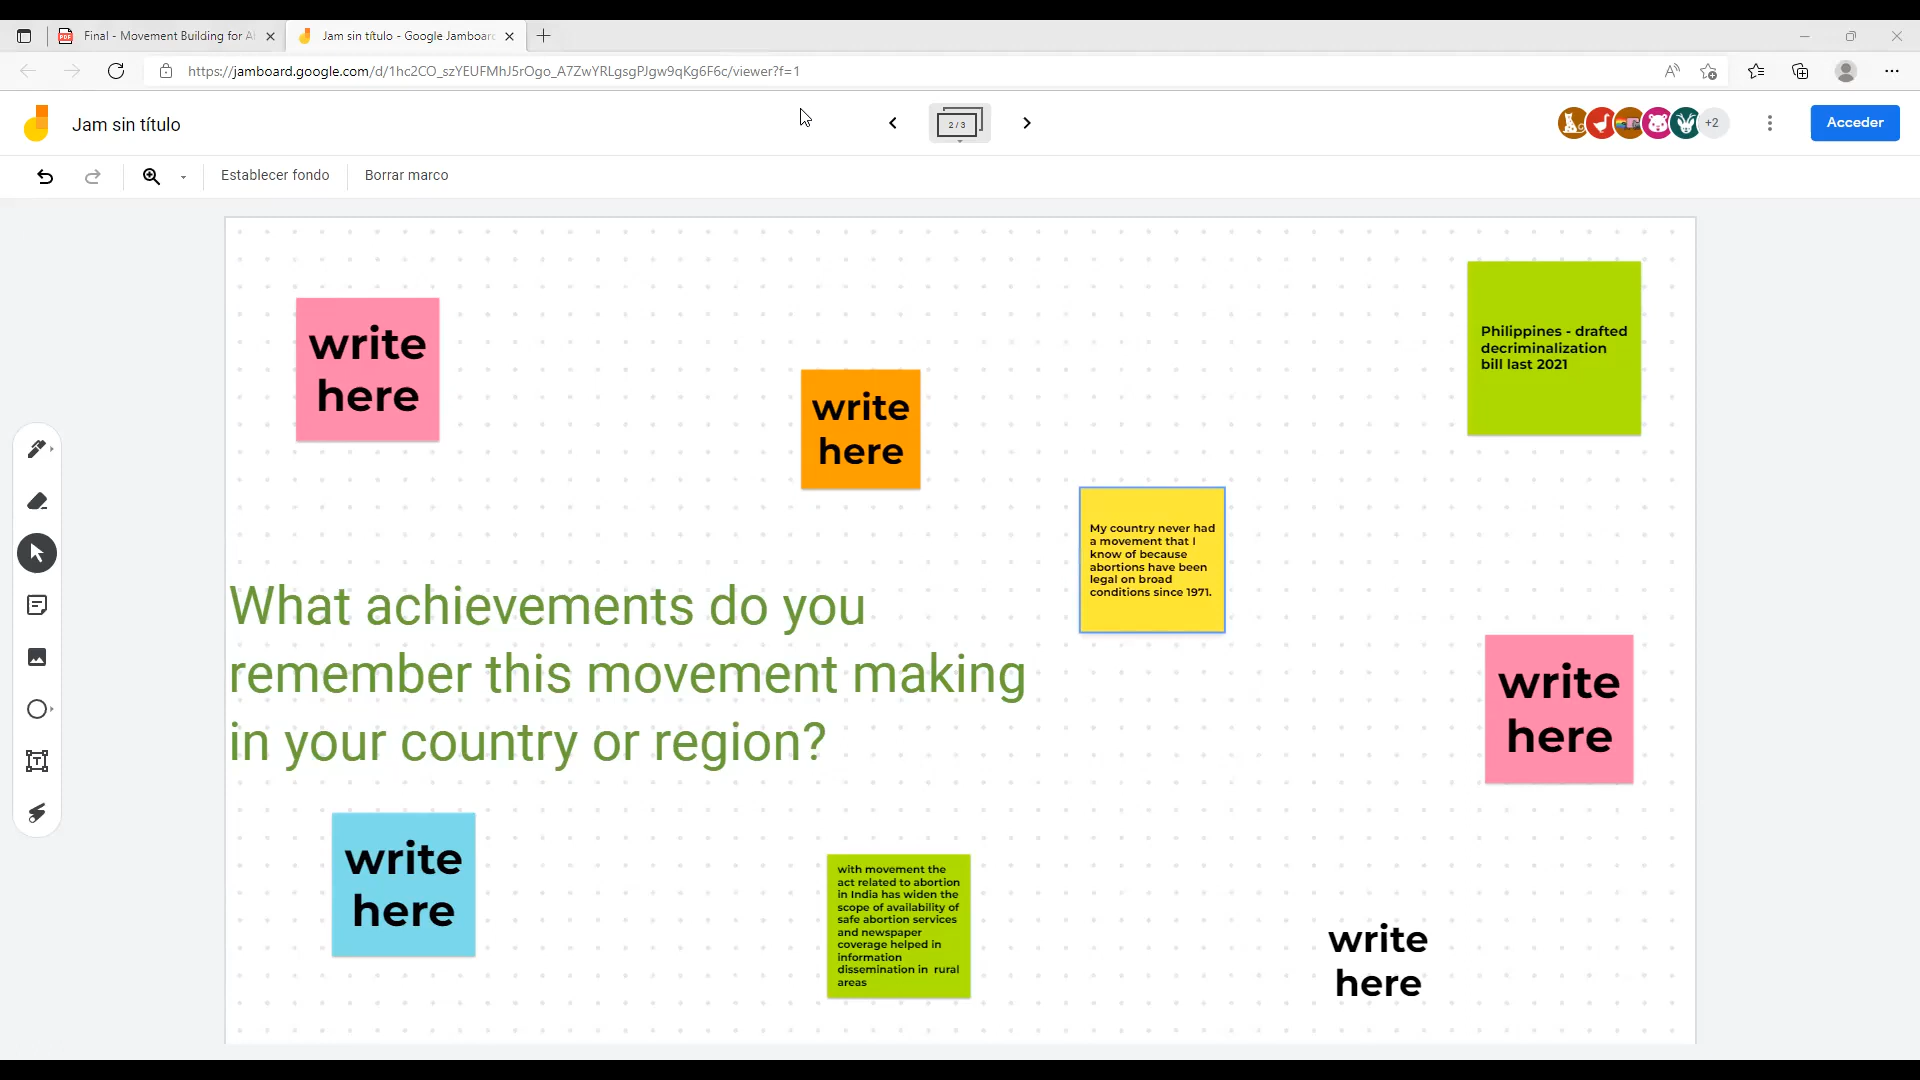 Final - Movement Building for A
Jam sin título - Google Jamboard
https://jamboard.google.com/d/1hc2CO_szYEUFMhJ5rOgo_A7ZwYRLgsgPJgw9qKg6F6c/viewer?f=1
Jam sin título
2 / 3
+2
Acceder
Establecer fondo
Borrar marco
write
here
write
here
Philippines - drafted
decriminalization
bill last 2021
My country never had
a movement that I
know of because
abortions have been
legal on broad
conditions since 1971.
What achievements do you
remember this movement making
in your country or region?
write
here
write
here
with movement the
act related to abortion
in India has widen the
scope of availability of
safe abortion services
and newspaper
coverage helped in
information
dissemination in rural
areas
write
here